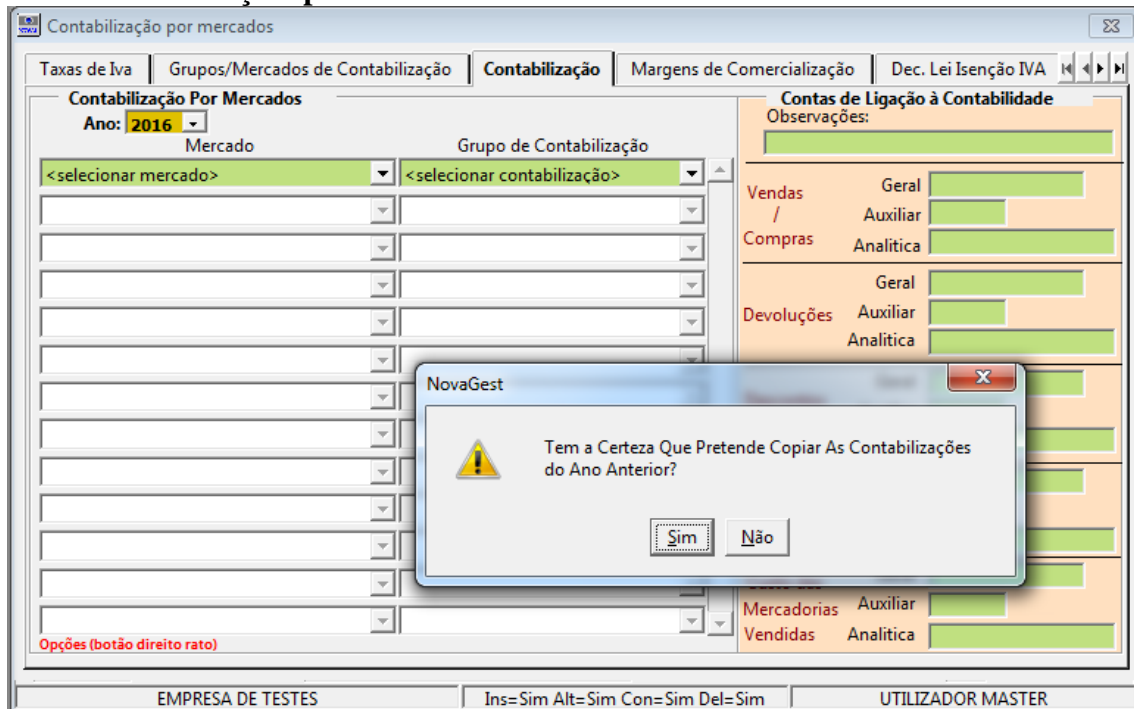 Contabilização por mercados
Taxas de Iva
Grupos/Mercados de Contabilização
Contabilização
Margens de Comercialização
Dec. Lei Isenção IVA
Contabilização Por Mercados
Ano: 2016
Mercado
Grupo de Contabilização
<selecionar mercado>
<selecionar contabilização>
Opções (botão direito rato)
Contas de Ligação à Contabilidade
Observações:
Vendas
/
Compras
Geral
Auxiliar
Analitica
Devoluções
Geral
Auxiliar
Analitica
NovaGest
Tem a Certeza Que Pretende Copiar As Contabilizações
do Ano Anterior?
Sim
Não
Mercadorias
Vendidas
Auxiliar
Analitica
EMPRESA DE TESTES
Ins=Sim Alt=Sim Con=Sim Del=Sim
UTILIZADOR MASTER